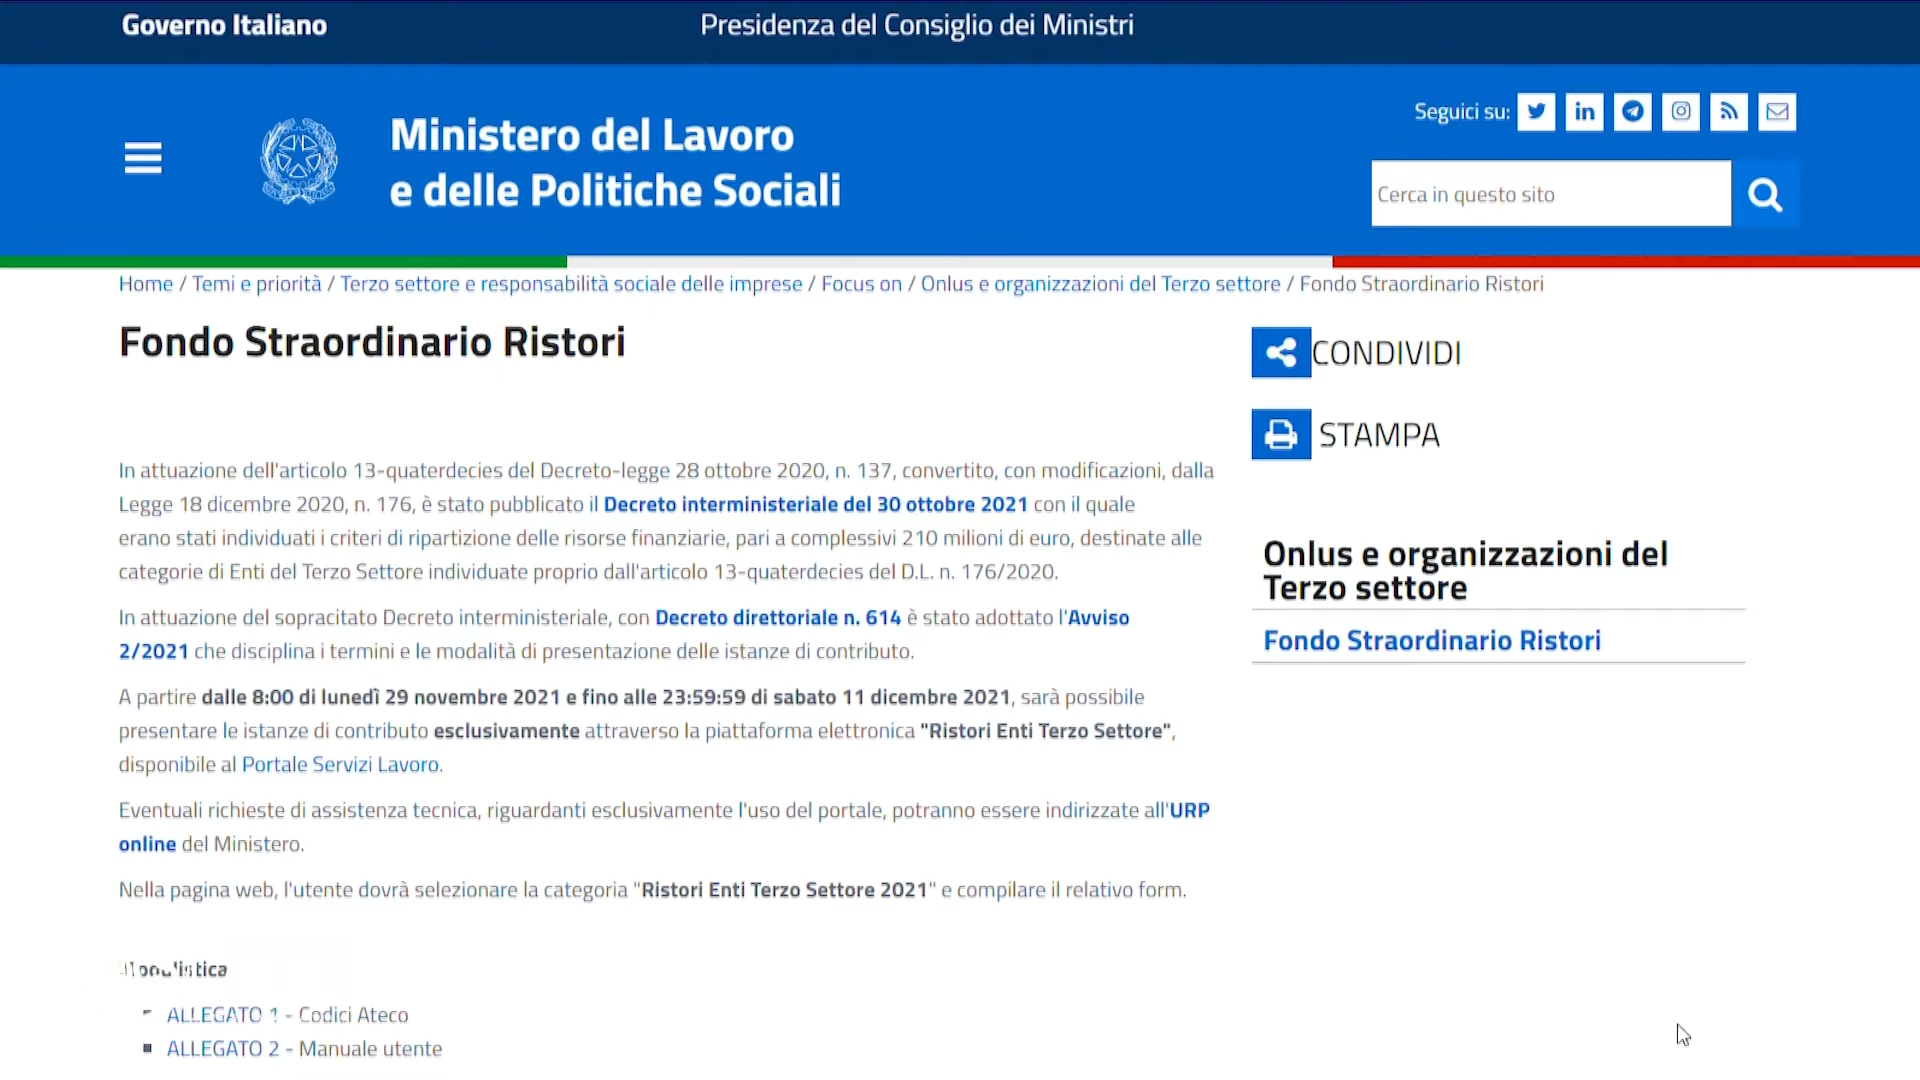 Governo Italiano
Presidenza del Consiglio dei Ministri
Ministero del Lavoro
e delle Politiche Sociali
Seguici su:
Cerca in questo sito
Home / Temi e priorità / Terzo settore e responsabilità sociale delle imprese / Focus on / Onlus e organizzazioni del Terzo settore / Fondo Straordinario Ristori
Fondo Straordinario Ristori
In attuazione dell'articolo 13-quaterdecies del Decreto-legge 28 ottobre 2020, n. 137, convertito, con modificazioni, dalla
Legge 18 dicembre 2020, n. 176, è stato pubblicato il Decreto interministeriale del 30 ottobre 2021 con il quale
erano stati individuati i criteri di ripartizione delle risorse finanziarie, pari a complessivi 210 milioni di euro, destinate alle
categorie di Enti del Terzo Settore individuate proprio dall'articolo 13-quaterdecies del D.L. n. 176/2020.
In attuazione del sopracitato Decreto interministeriale, con Decreto direttoriale n. 614 è stato adottato l'Avviso
2/2021 che disciplina i termini e le modalità di presentazione delle istanze di contributo.
A partire dalle 8:00 di lunedì 29 novembre 2021 e fino alle 23:59:59 di sabato 11 dicembre 2021, sarà possibile
presentare le istanze di contributo esclusivamente attraverso la piattaforma elettronica "Ristori Enti Terzo Settore",
disponibile al Portale Servizi Lavoro.
Eventuali richieste di assistenza tecnica, riguardanti esclusivamente l'uso del portale, potranno essere indirizzate all'URP
online del Ministero.
Nella pagina web, l'utente dovrà selezionare la categoria "Ristori Enti Terzo Settore 2021" e compilare il relativo form.
ALLEGATO 1 - Codici Ateco
ALLEGATO 2 - Manuale utente
CONDIVIDI
STAMPA
Onlus e organizzazioni del
Terzo settore
Fondo Straordinario Ristori